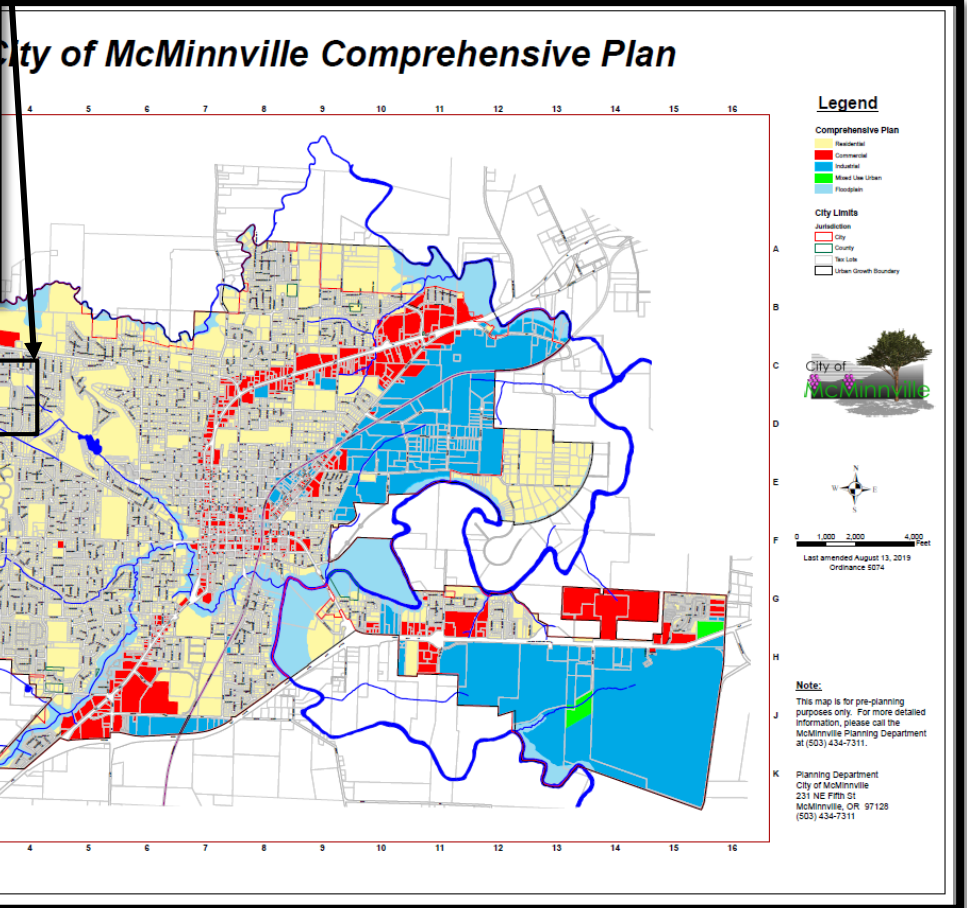 City of McMinnville Comprehensive Plan
4 5 6 7 8 9 10 11 12 13 14 15 16
Legend
Comprehensive Plan
Residential
Commercial
Industrial
Mixed Use Urban
Floodplain
City Limits
Jurisdiction
City
County
Tax Lots
Urban Growth Boundary
A
B
C
D
E
F
G
H
J
K
City of
McMinnville
N
W E
S
0 1,000 2,000 4,000
Feet
Last amended August 13, 2019
Ordinance 5074
Note:
This map is for pre-planning
purposes only. For more detailed
information, please call the
McMinnville Planning Department
at (503) 434-7311.
Planning Department
City of McMinnville
231 NE Fifth St
McMinnville, OR 97128
(503) 434-7311
4 5 6 7 8 9 10 11 12 13 14 15 16